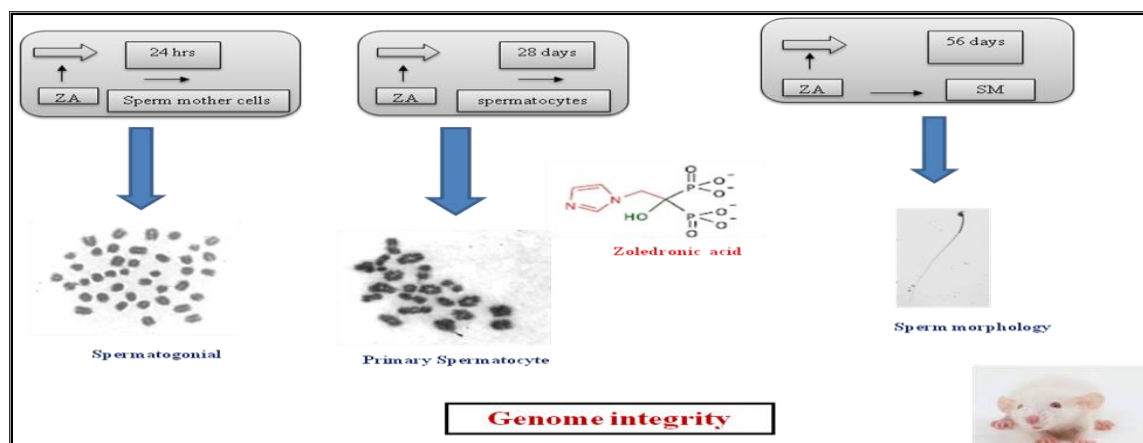 24 hrs
ZA
Sperm mother cells
28 days
ZA
spermatocytes
56 days
ZA
SM
Spermatogonial
Primary Spermatocyte
N
N
HO
O
P
O⁻
O⁻
P
O⁻
O⁻
O
Zoledronic acid
Sperm morphology
Genome integrity